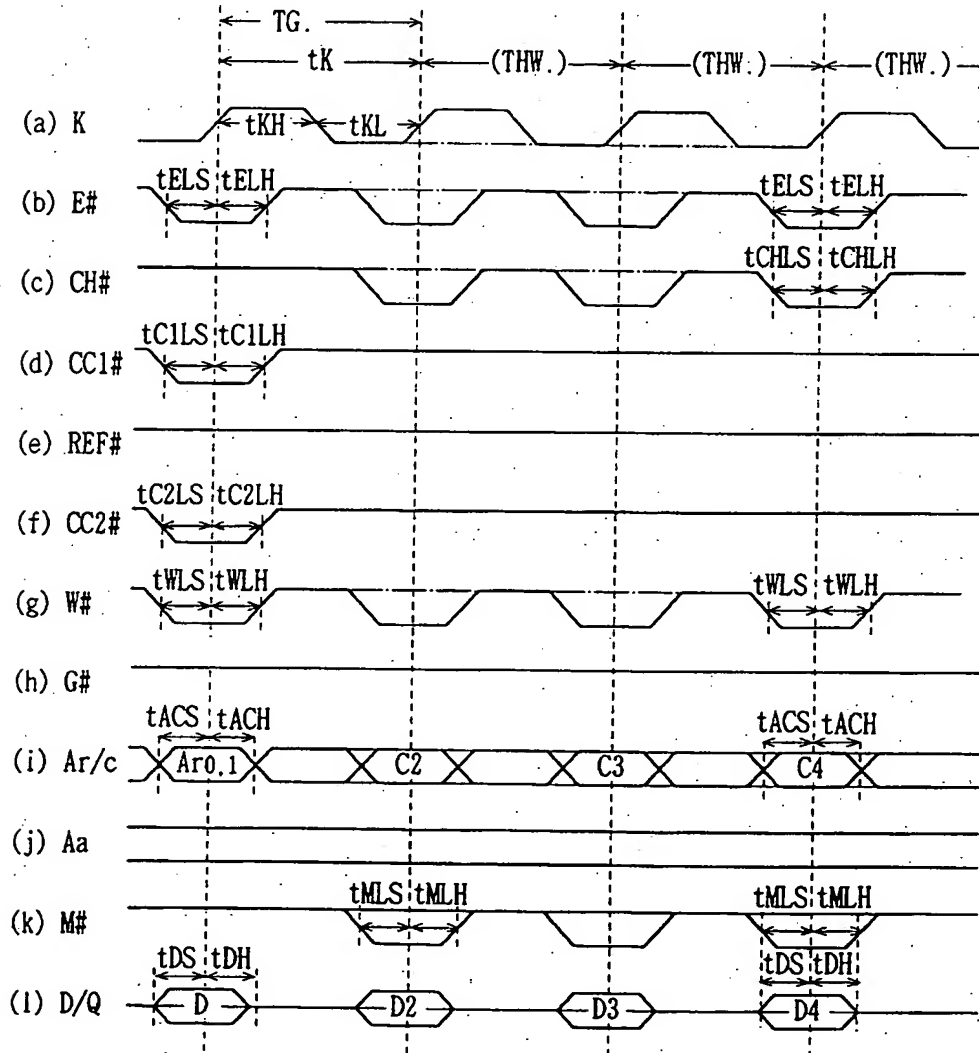 TG.
tK (THW.) (THW.) (THW.)
(a) K tKH tKL
(b) E# tELS tELH tELS tELH
(c) CH# tCHLS tCHLH
(d) CC1# tC1LS tC1LH
(e) REF#
(f) CC2# tC2LS tC2LH
(g) W# tWLS tWLH tWLS tWLH
(h) G#
tACS tACH tACS tACH
(i) Ar/c Ar0.1 C2 C3 C4
(j) Aa
tMLS tMLH tMLS tMLH
(k) M#
tDS tDH tDS tDH
(l) D/Q D D2 D3 D4